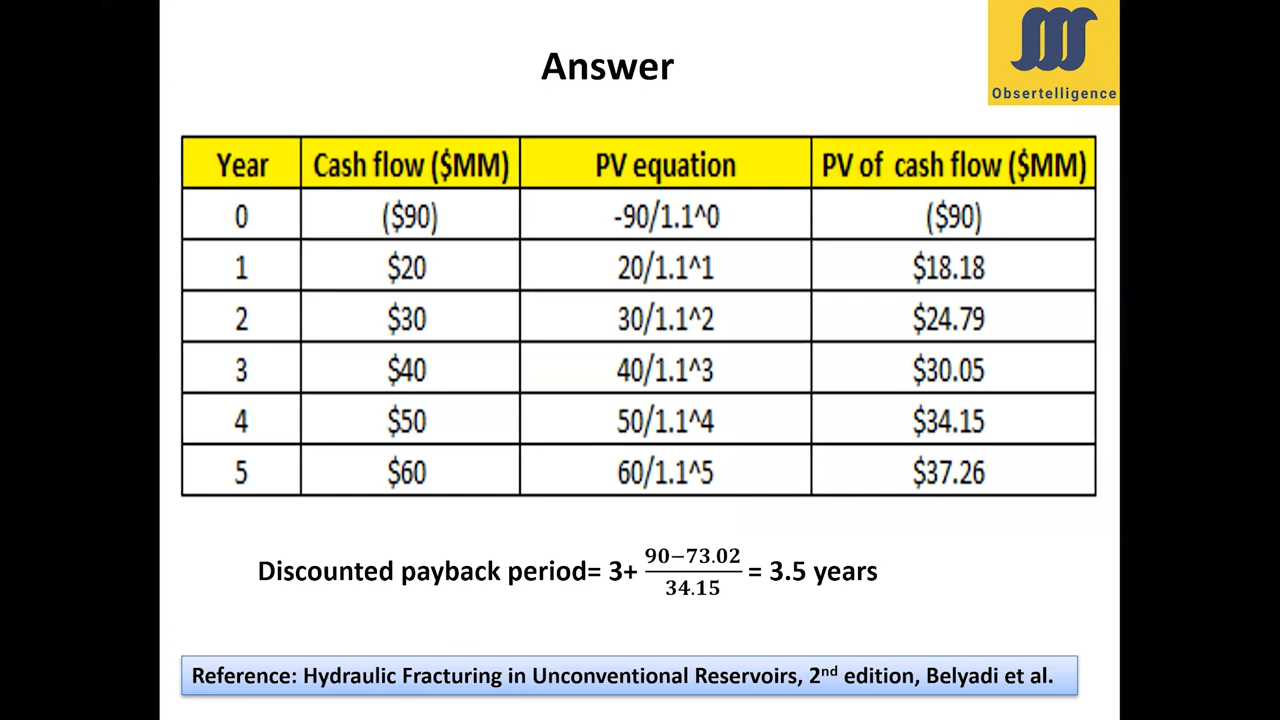 Answer
Obsertelligence
Year Cash flow ($MM) PV equation PV of cash flow ($MM)
0 ($90) -90/1.1^0 ($90)
1 $20 20/1.1^1 $18.18
2 $30 30/1.1^2 $24.79
3 $40 40/1.1^3 $30.05
4 $50 50/1.1^4 $34.15
5 $60 60/1.1^5 $37.26
Discounted payback period= 3+ 90−73.02/34.15 = 3.5 years
Reference: Hydraulic Fracturing in Unconventional Reservoirs, 2nd edition, Belyadi et al.